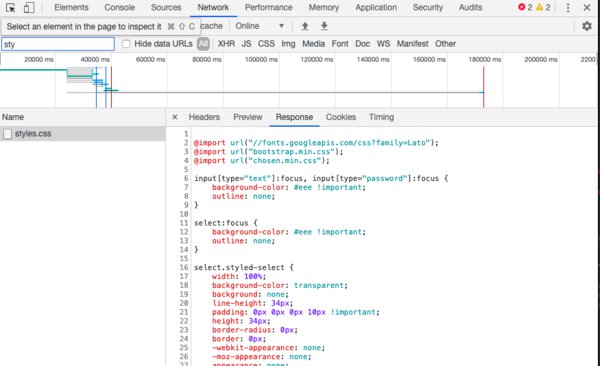 Elements Console Sources Network Performance Memory Application Security Audits 2 2
Select an element in the page to inspect it ⌘ ⇧ C cache Online
sty Hide data URLs All XHR JS CSS Img Media Font Doc WS Manifest Other
20000 ms 40000 ms 60000 ms 80000 ms 100000 ms 120000 ms 140000 ms 160000 ms 180000 ms 200000 ms 2200
Name × Headers Preview Response Cookies Timing
styles.css
1
2 @import url("//fonts.googleapis.com/css?family=Lato");
3 @import url("bootstrap.min.css");
4 @import url("chosen.min.css");
5
6 input[type="text"]:focus, input[type="password"]:focus {
7 background-color: #eee !important;
8 outline: none;
9 }
10
11 select:focus {
12 background-color: #eee !important;
13 outline: none;
14 }
15
16 select.styled-select {
17 width: 100%;
18 background-color: transparent;
19 background: none;
20 line-height: 34px;
21 padding: 0px 0px 0px 10px !important;
22 height: 34px;
23 border-radius: 0px;
24 border: 0px;
25 -webkit-appearance: none;
26 -moz-appearance: none;
27 appearance: none;